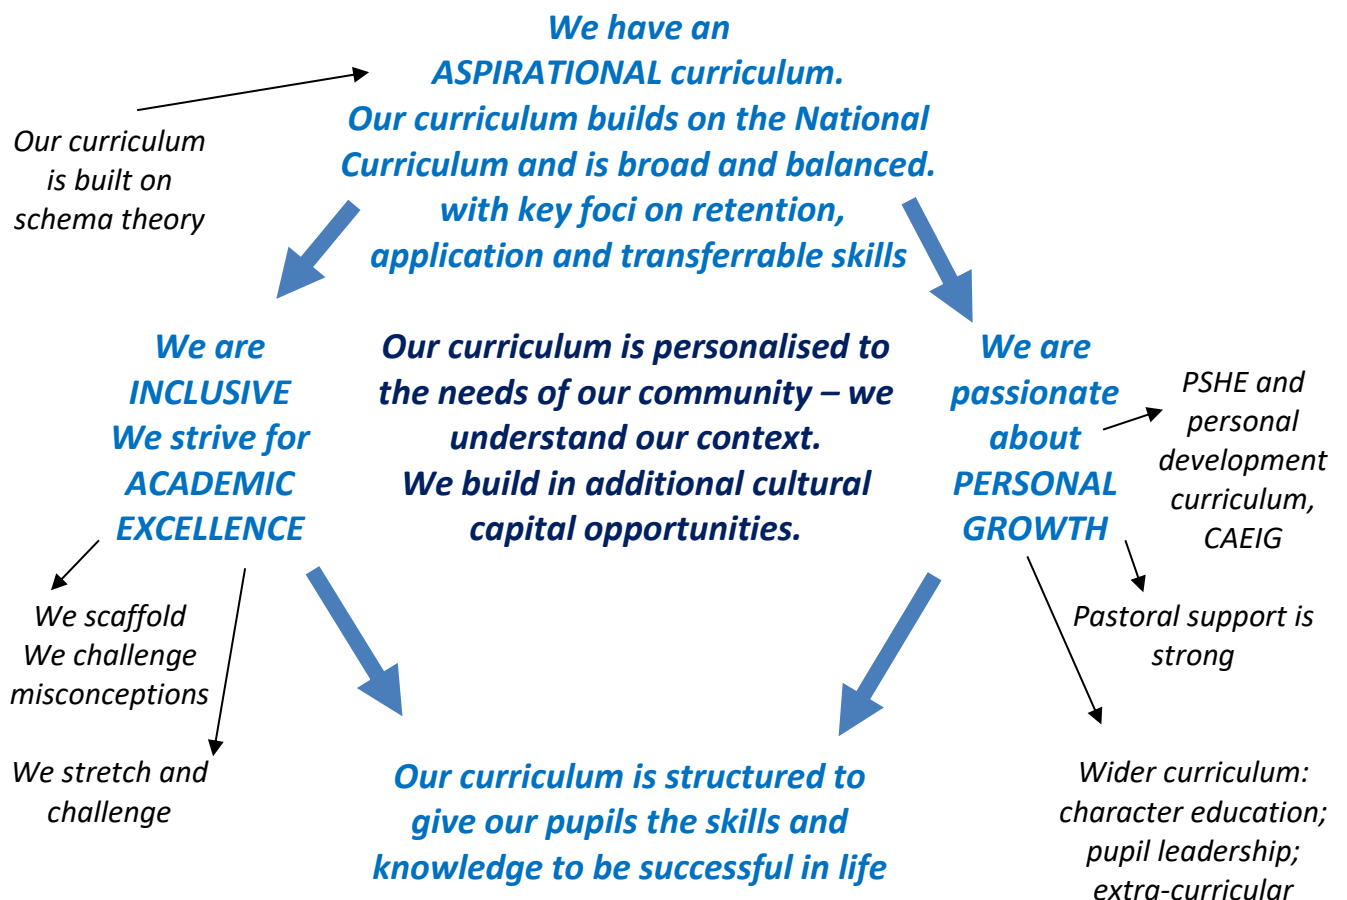 We have an
ASPIRATIONAL curriculum.
Our curriculum builds on the National
Curriculum and is broad and balanced.
with key foci on retention,
application and transferrable skills
Our curriculum
is built on
schema theory
We are
INCLUSIVE
We strive for
ACADEMIC
EXCELLENCE
Our curriculum is personalised to
the needs of our community – we
understand our context.
We build in additional cultural
capital opportunities.
We are
passionate
about
PERSONAL
GROWTH
PSHE and
personal
development
curriculum,
CAEIG
We scaffold
We challenge
misconceptions
Pastoral support is
strong
We stretch and
challenge
Our curriculum is structured to
give our pupils the skills and
knowledge to be successful in life
Wider curriculum:
character education;
pupil leadership;
extra-curricular